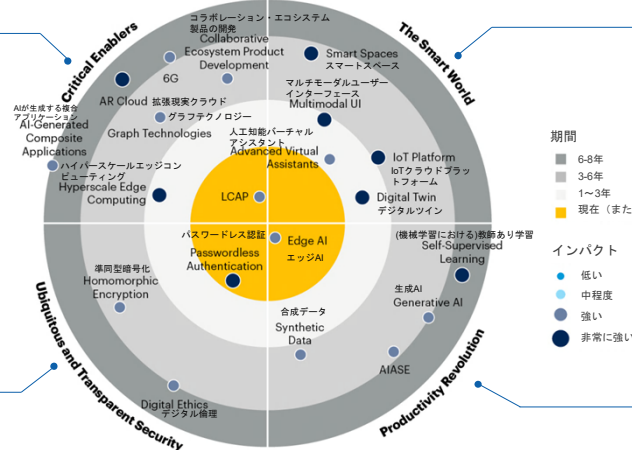 Critical Enablers
コラボレーション・エコシステム
製品の開発
Collaborative
Ecosystem Product
Development
6G
AR Cloud 拡張現実クラウド
グラフテクノロジー
Graph Technologies
AIが生成する複合
アプリケーション
AI-Generated
Composite
Applications
ハイパースケールエッジコン
ピューティング
Hyperscale Edge
Computing
LCAP
The Smart World
Smart Spaces
スマートスペース
マルチモーダルユーザー
インターフェース
Multimodal UI
人工知能バーチャル
アシスタント
Advanced Virtual
Assistants
IoT Platform
IoTクラウドプラッ
トフォーム
Digital Twin
デジタルツイン
パスワードレス認証
Passwordless
Authentication
準同型暗号化
Homomorphic
Encryption
Digital Ethics
デジタル倫理
Ubiquitous and Transparent Security
Edge AI
エッジAI
(機械学習における)教師あり学習
Self-Supervised
Learning
生成AI
Generative AI
合成データ
Synthetic
Data
AIASE
Productivity Revolution
期間
6-8年
3-6年
1〜3年
現在（また
インパクト
低い
中程度
強い
非常に強い